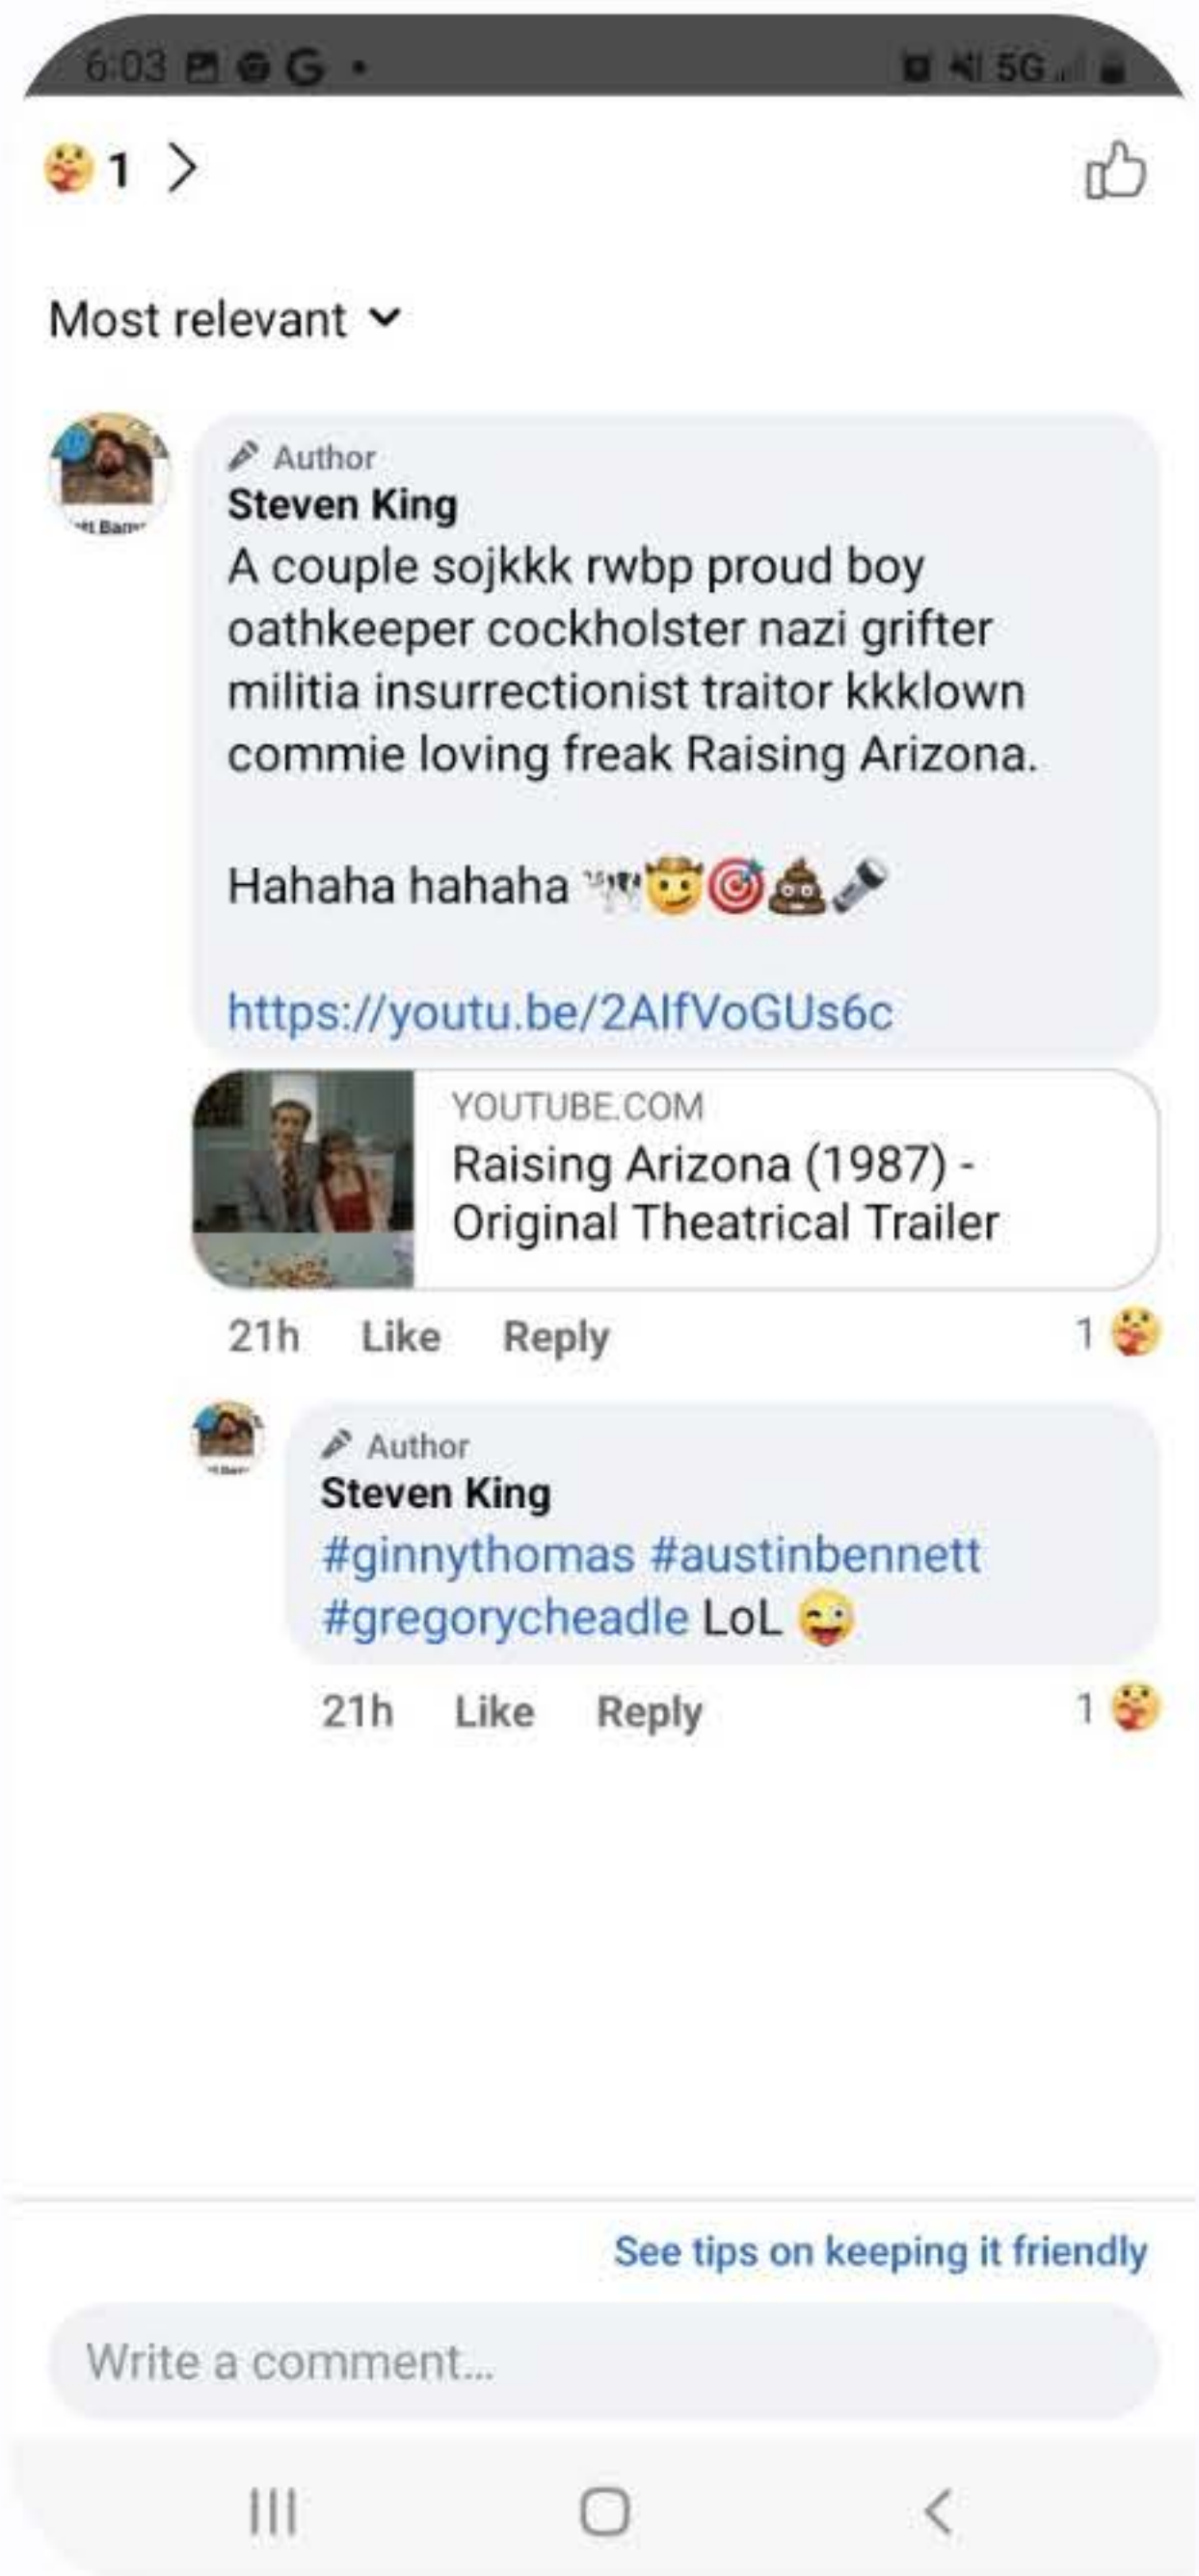 6:03
5G
1
Most relevant
Author
Steven King
A couple sojkkk rwbp proud boy
oathkeeper cockholster nazi grifter
militia insurrectionist traitor kkklown
commie loving freak Raising Arizona.
Hahaha hahaha 🐄🤠🎯💩🔦
https://youtu.be/2AIfVoGUs6c
YOUTUBE.COM
Raising Arizona (1987) -
Original Theatrical Trailer
21h Like Reply 1
Author
Steven King
#ginnythomas #austinbennett
#gregorycheadle LoL 😜
21h Like Reply 1
See tips on keeping it friendly
Write a comment...